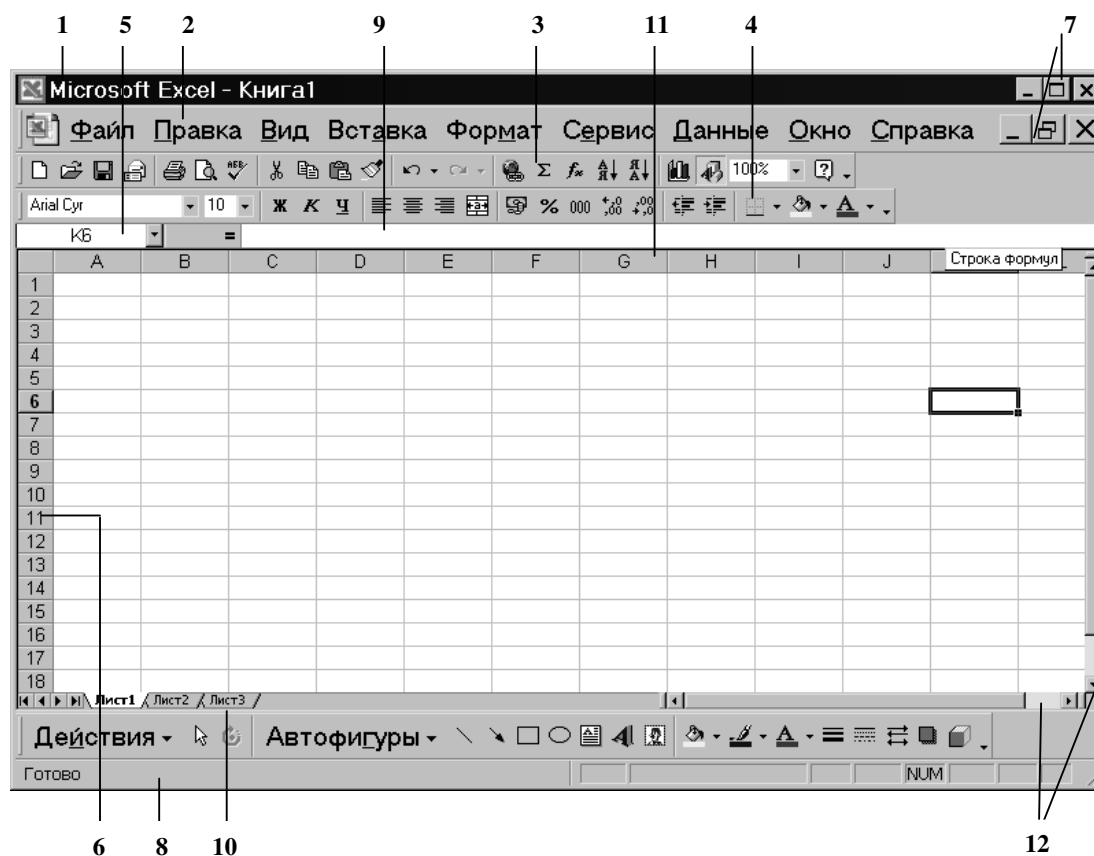 1 5 2 9 3 11 4 7
Microsoft Excel - Книга1
Файл Правка Вид Вставка Формат Сервис Данные Окно Справка
Σ fx А Я Я А 100% ?
Arial Cyr 10 Ж К Ч % 000 ,00 ,0 А
K6 =
A B C D E F G H I J Строка формул
1
2
3
4
5
6
7
8
9
10
11
12
13
14
15
16
17
18
Лист1 Лист2 Лист3
Действия Автофигуры А
Готово NUM
6 8 10 12